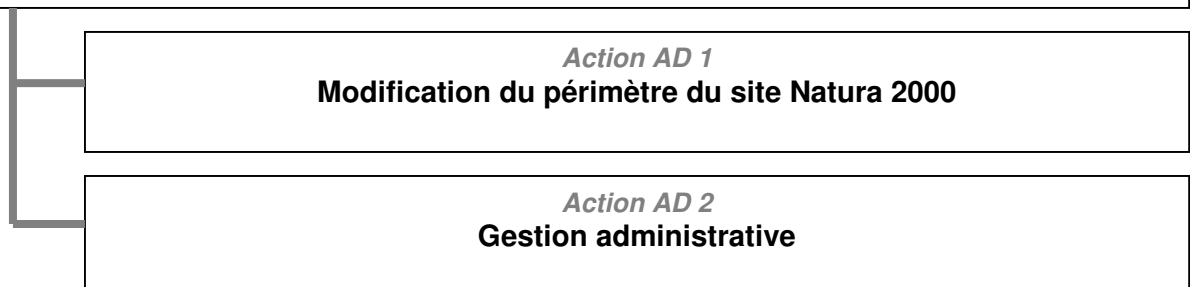 Action AD 1
Modification du périmètre du site Natura 2000
Action AD 2
Gestion administrative